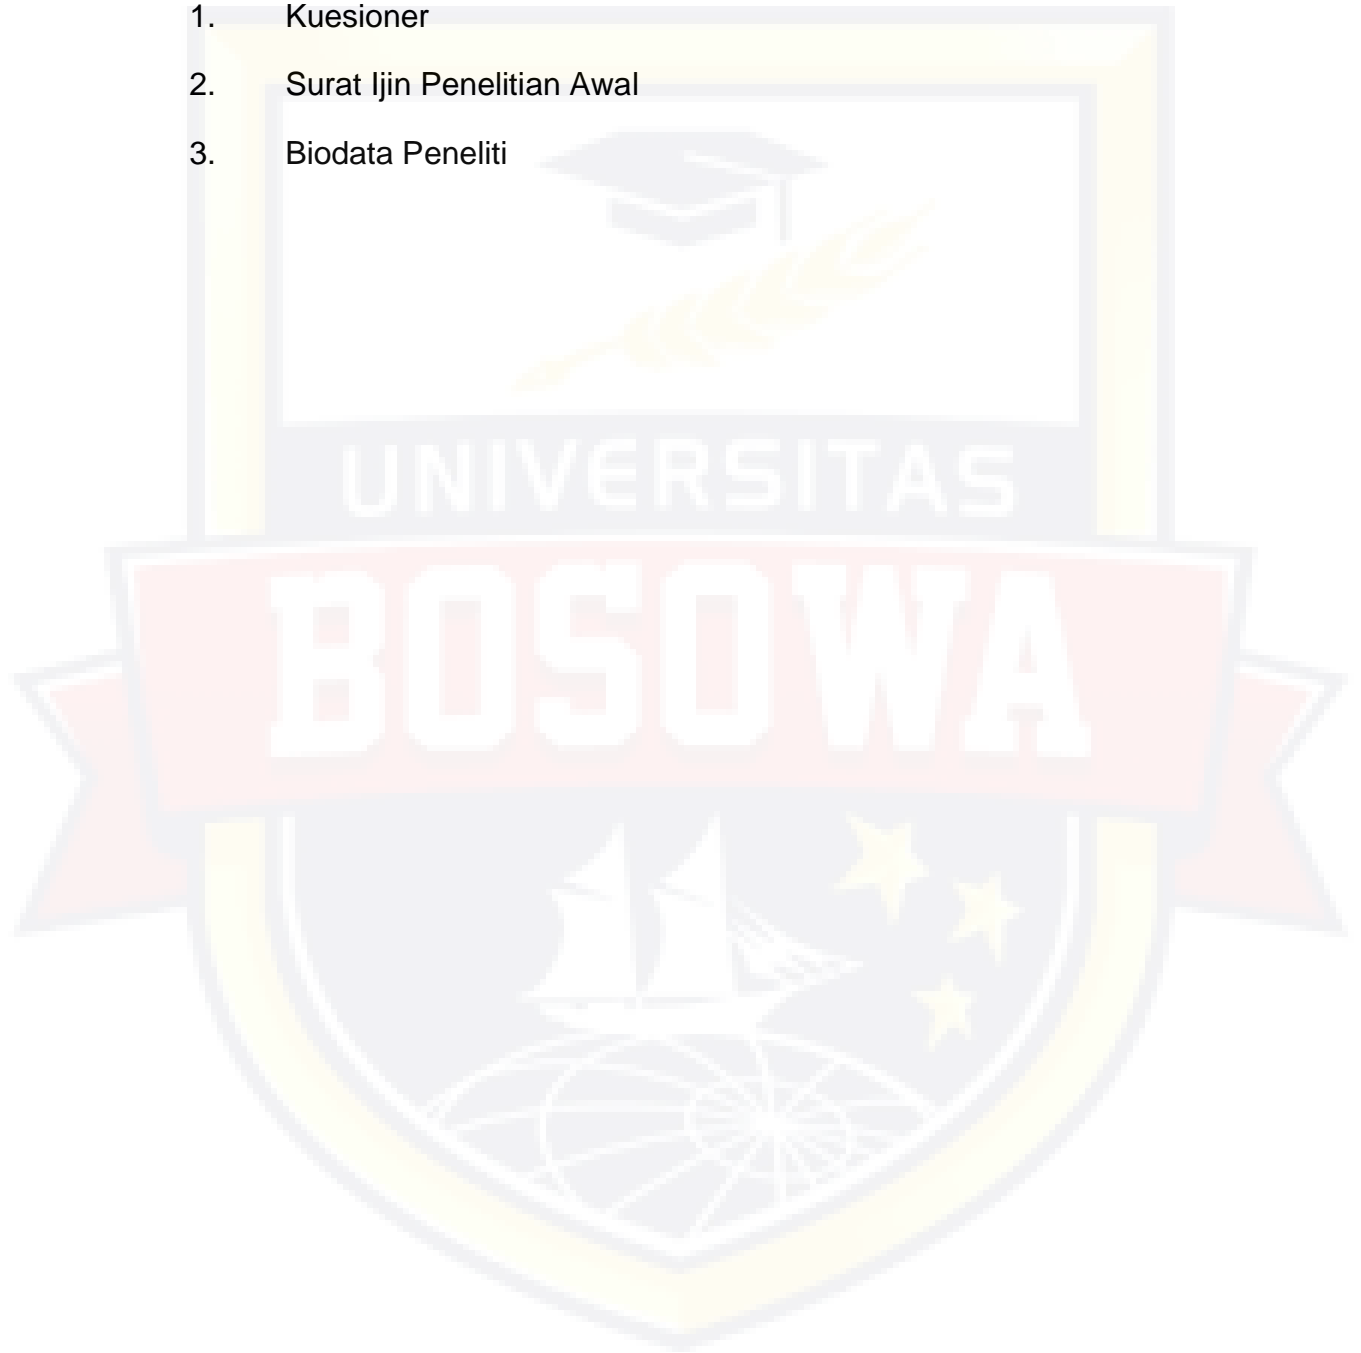 1. Kuesioner
2. Surat Ijin Penelitian Awal
3. Biodata Peneliti
UNIVERSITAS
BOSOWA